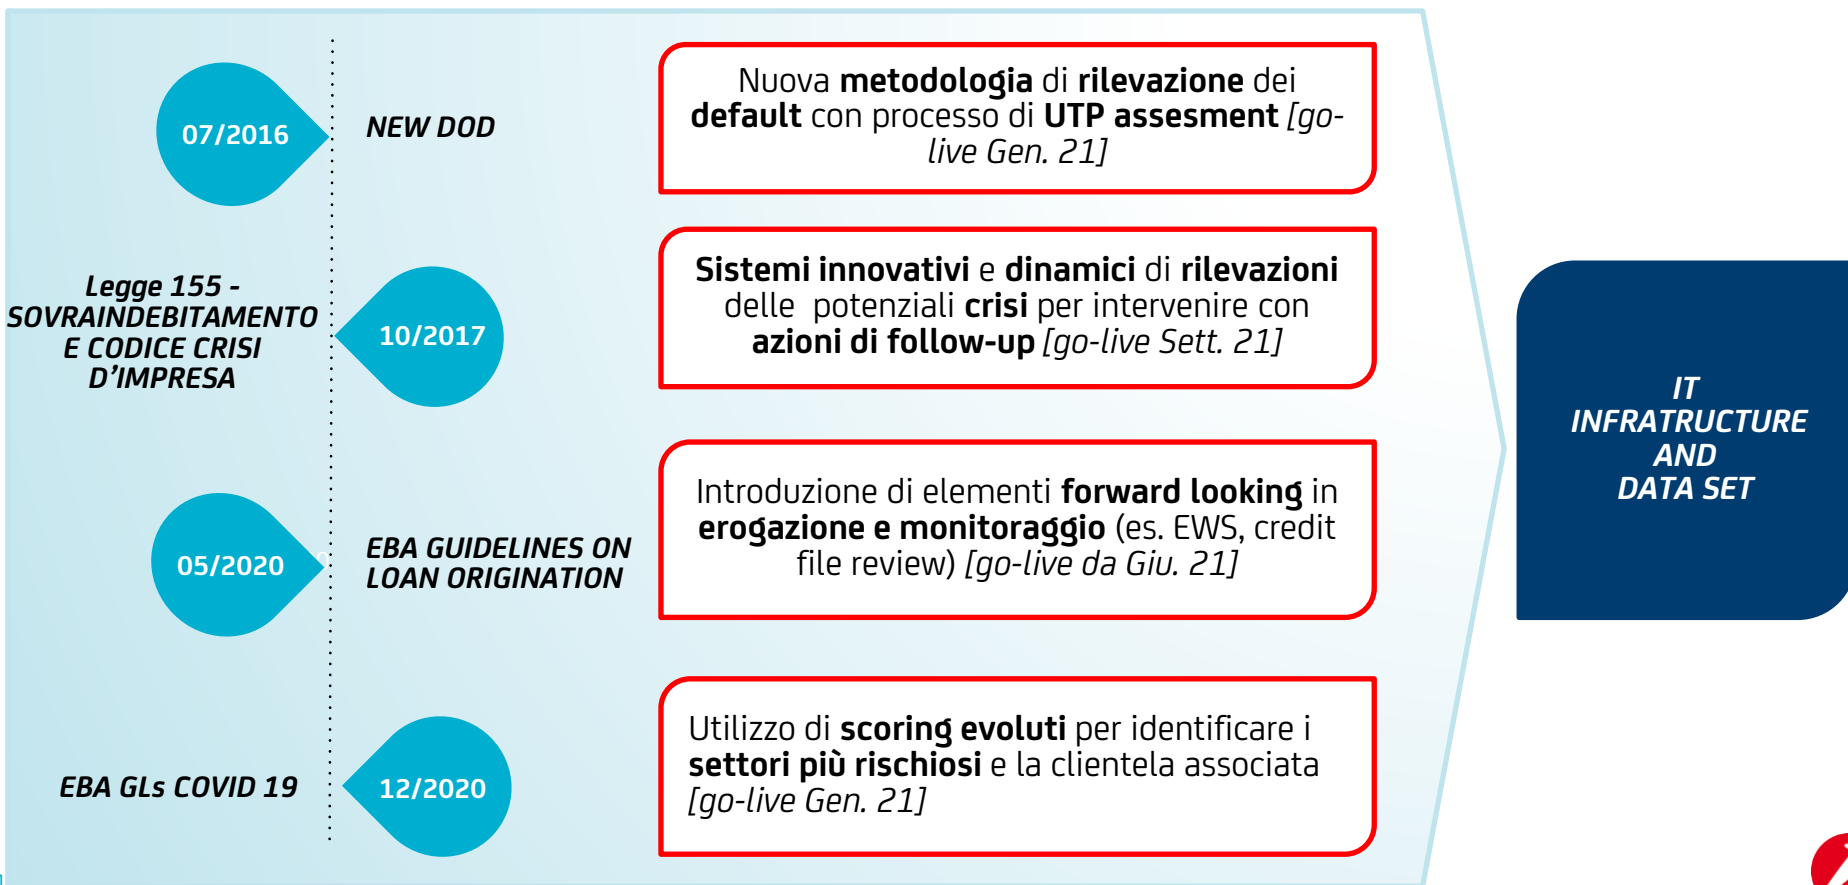 07/2016
NEW DOD
Nuova metodologia di rilevazione dei
default con processo di UTP assesment [go-
live Gen. 21]
Legge 155 -
SOVRAINDEBITAMENTO
E CODICE CRISI
D'IMPRESA
10/2017
Sistemi innovativi e dinamici di rilevazioni
delle potenziali crisi per intervenire con
azioni di follow-up [go-live Sett. 21]
05/2020
EBA GUIDELINES ON
LOAN ORIGINATION
Introduzione di elementi forward looking in
erogazione e monitoraggio (es. EWS, credit
file review) [go-live da Giu. 21]
EBA GLs COVID 19
12/2020
Utilizzo di scoring evoluti per identificare i
settori più rischiosi e la clientela associata
[go-live Gen. 21]
IT
INFRATRUCTURE
AND
DATA SET